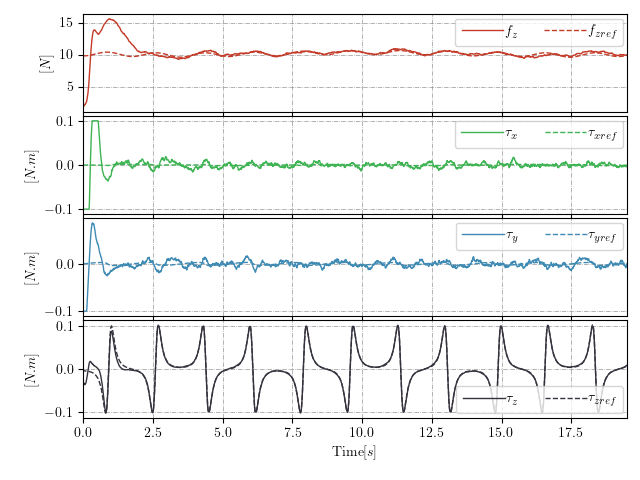 15
10
5
[N]
f_z f_zref
0.1
0.0
−0.1
[N.m]
τ_x τ_xref
0.0
−0.1
[N.m]
τ_y τ_yref
0.1
0.0
−0.1
[N.m]
τ_z τ_zref
0.0 2.5 5.0 7.5 10.0 12.5 15.0 17.5
Time[s]